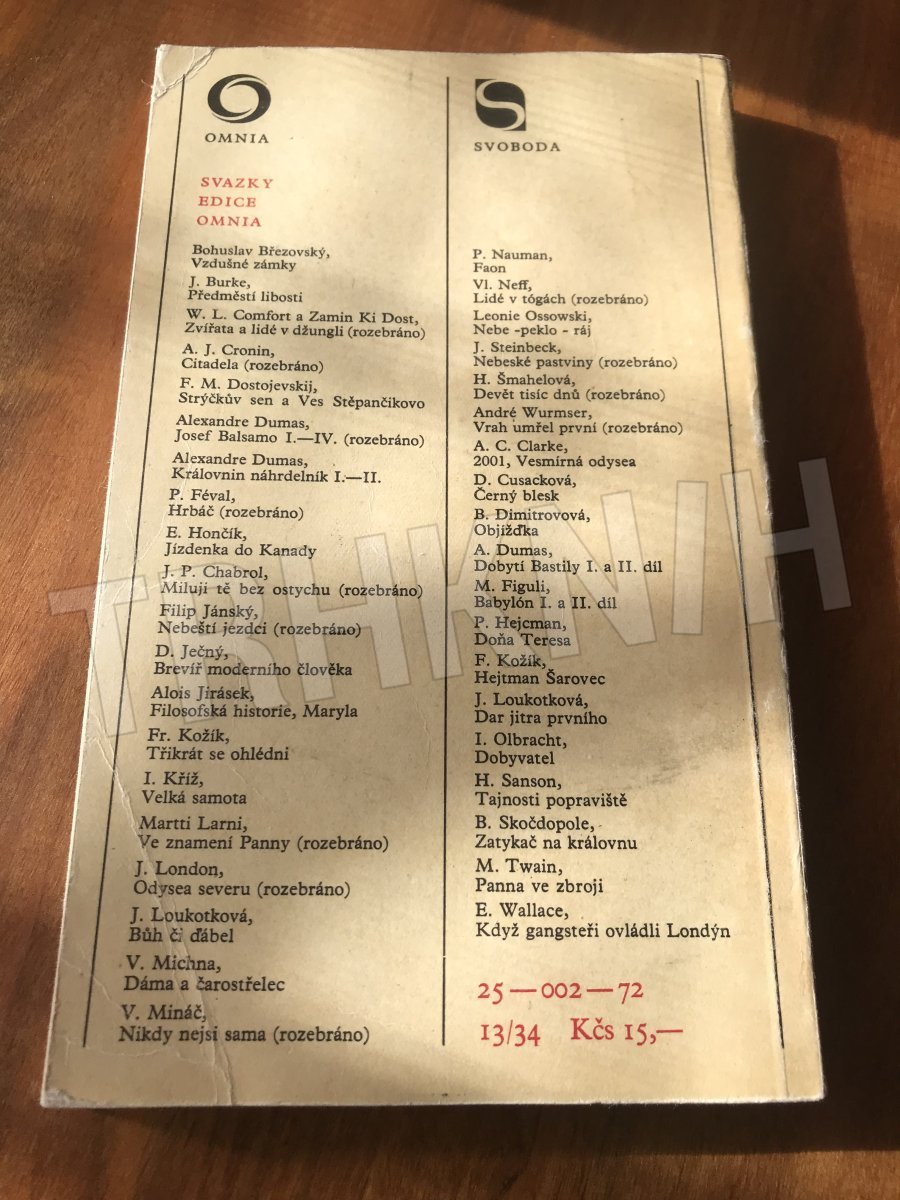 OMNIA
SVAZKY
EDICE
OMNIA
Bohuslav Březovský,
Vzdušné zámky
J. Burke,
Předměstí libosti
W. L. Comfort a Zamin Ki Dost,
Zvířata a lidé v džungli (rozebráno)
A. J. Cronin,
Citadela (rozebráno)
F. M. Dostojevskij,
Strýčkův sen a Ves Stěpančikovo
Alexandre Dumas,
Josef Balsamo I.—IV. (rozebráno)
Alexandre Dumas,
Královnin náhrdelník I.—II.
P. Féval,
Hrbáč (rozebráno)
E. Hončík,
Jízdenka do Kanady
J. P. Chabrol,
Miluji tě bez ostychu (rozebráno)
Filip Jánský,
Nebeští jezdci (rozebráno)
D. Ječný,
Brevíř moderního člověka
Alois Jirásek,
Filosofská historie, Maryla
Fr. Kožík,
Třikrát se ohlédni
I. Kříž,
Velká samota
Martti Larni,
Ve znamení Panny (rozebráno)
J. London,
Odysea severu (rozebráno)
J. Loukotková,
Bůh či ďábel
V. Michna,
Dáma a čarostřelec
V. Mináč,
Nikdy nejsi sama (rozebráno)
SVOBODA
P. Nauman,
Faon
Vl. Neff,
Lidé v tógách (rozebráno)
Leonie Ossowski,
Nebe -peklo - ráj
J. Steinbeck,
Nebeské pastviny (rozebráno)
H. Šmahelová,
Devět tisíc dnů (rozebráno)
André Wurmser,
Vrah umřel první (rozebráno)
A. C. Clarke,
2001, Vesmírná odysea
D. Cusacková,
Černý blesk
B. Dimitrovová,
Objížďka
A. Dumas,
Dobytí Bastily I. a II. díl
M. Figuli,
Babylón I. a II. díl
P. Hejcman,
Doňa Teresa
F. Kožík,
Hejtman Šarovec
J. Loukotková,
Dar jitra prvního
I. Olbracht,
Dobyvatel
H. Sanson,
Tajnosti popraviště
B. Skočdopole,
Zatykač na královnu
M. Twain,
Panna ve zbroji
E. Wallace,
Když gangsteři ovládli Londýn
25—002—72
13/34 Kčs 15,—
TRHKNIH